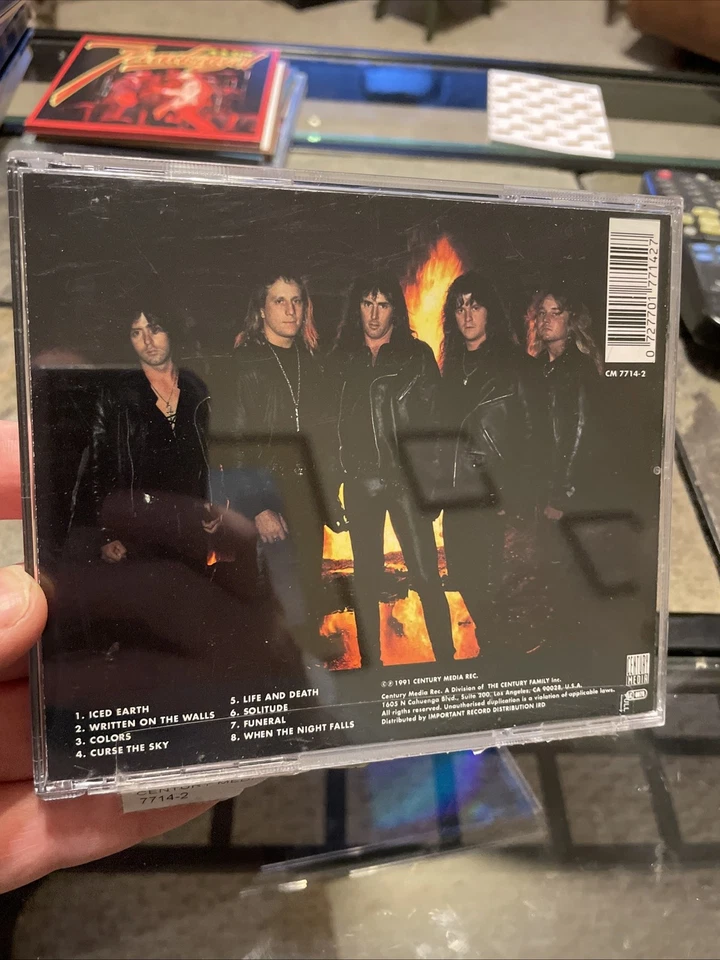 0 727701 771427
CM 7714-2
1. ICED EARTH
2. WRITTEN ON THE WALLS
3. COLORS
4. CURSE THE SKY
5. LIFE AND DEATH
6. SOLITUDE
7. FUNERAL
8. WHEN THE NIGHT FALLS
©℗ 1991 CENTURY MEDIA REC.
Century Media Rec. A Division of THE CENTURY FAMILY Inc.
1605 N Cahuenga Blvd., Suite 200, Los Angeles, CA 90028, U.S.A.
All rigths reserved. Unauthorised duplication is a violation of applicable laws.
Distributed by IMPORTANT RECORD DISTRIBUTION IRD
CENTURY
MEDIA
7714-2